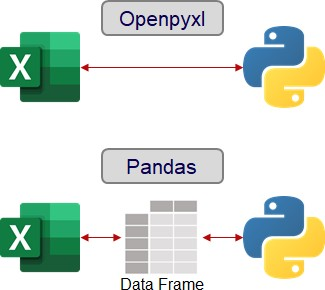 Openpyxl
X
Pandas
X
Data Frame